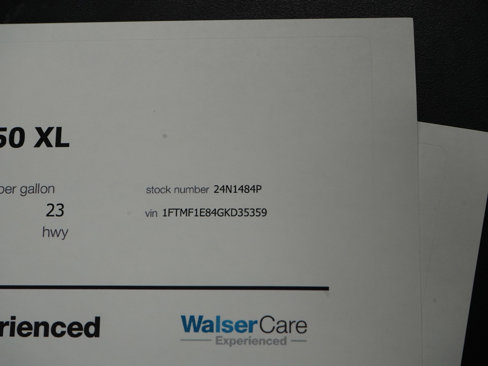 50 XL
per gallon
stock number 24N1484P
23
vin 1FTMF1E84GKD35359
hwy
rienced
WalserCare
Experienced